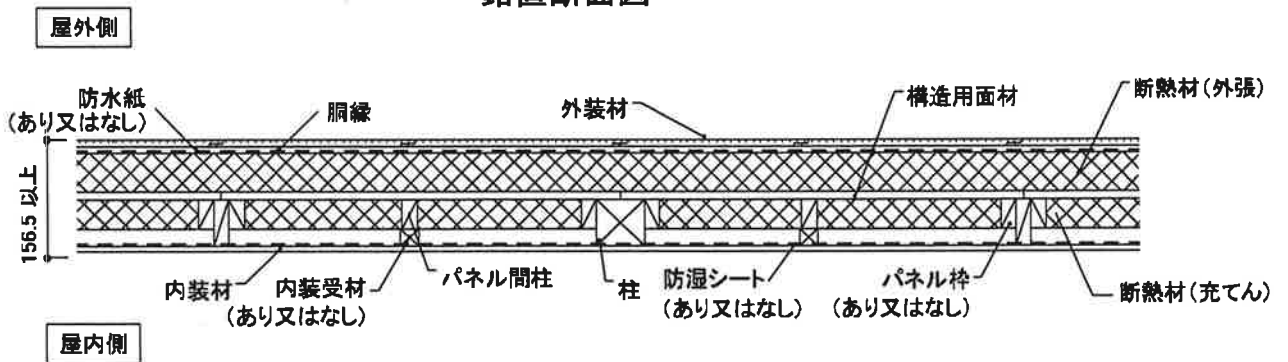 屋外側
防水紙
(あり又はなし)
胴縁
外装材
構造用面材
断熱材(外張)
156.5 以上
内装材
内装受材
(あり又はなし)
パネル間柱
柱
防湿シート
(あり又はなし)
パネル枠
(あり又はなし)
断熱材(充てん)
屋内側